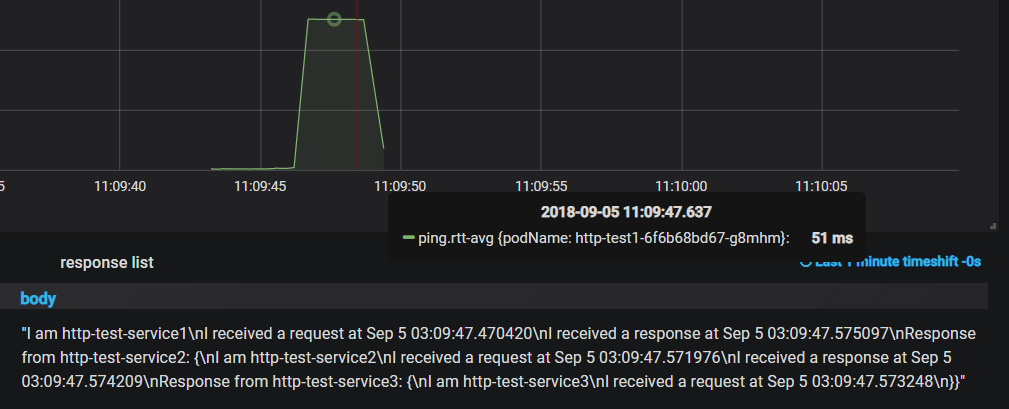 11:09:40 11:09:45 11:09:50 11:09:55 11:10:00 11:10:05
2018-09-05 11:09:47.637
ping.rtt-avg {podName: http-test1-6f6b68bd67-g8mhm}: 51 ms
response list Last 1 minute timeshift -0s
body
"I am http-test-service1\nI received a request at Sep 5 03:09:47.470420\nI received a response at Sep 5 03:09:47.575097\nResponse
from http-test-service2: {\nI am http-test-service2\nI received a request at Sep 5 03:09:47.571976\nI received a response at Sep 5
03:09:47.574209\nResponse from http-test-service3: {\nI am http-test-service3\nI received a request at Sep 5 03:09:47.573248\n}}"